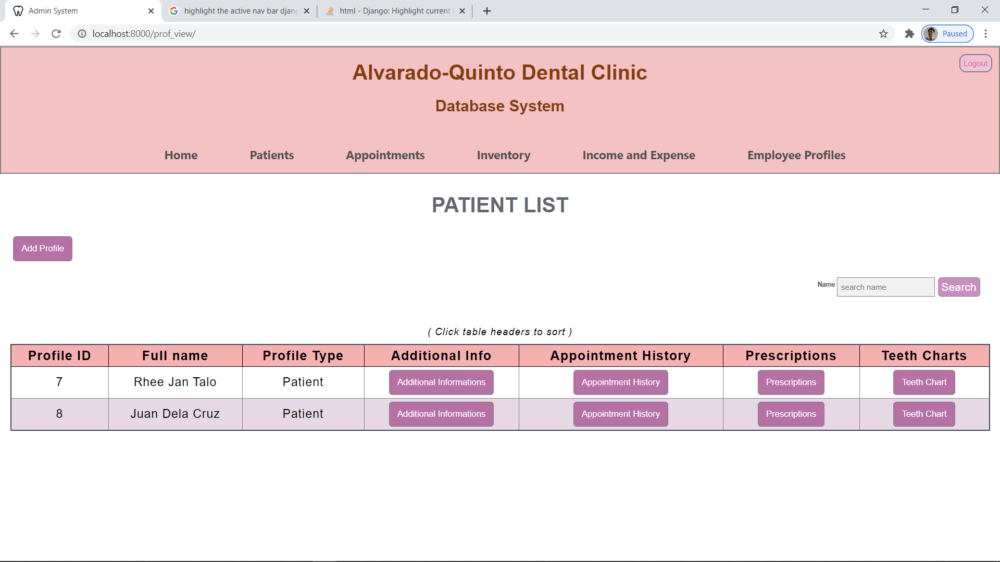 Admin System
highlight the active nav bar djang
html - Django: Highlight current
localhost:8000/prof_view/
Paused
Alvarado-Quinto Dental Clinic
Logout
Database System
Home Patients Appointments Inventory Income and Expense Employee Profiles
PATIENT LIST
Add Profile
Name search name Search
( Click table headers to sort )
Profile ID Full name Profile Type Additional Info Appointment History Prescriptions Teeth Charts
7 Rhee Jan Talo Patient Additional Informations Appointment History Prescriptions Teeth Chart
8 Juan Dela Cruz Patient Additional Informations Appointment History Prescriptions Teeth Chart